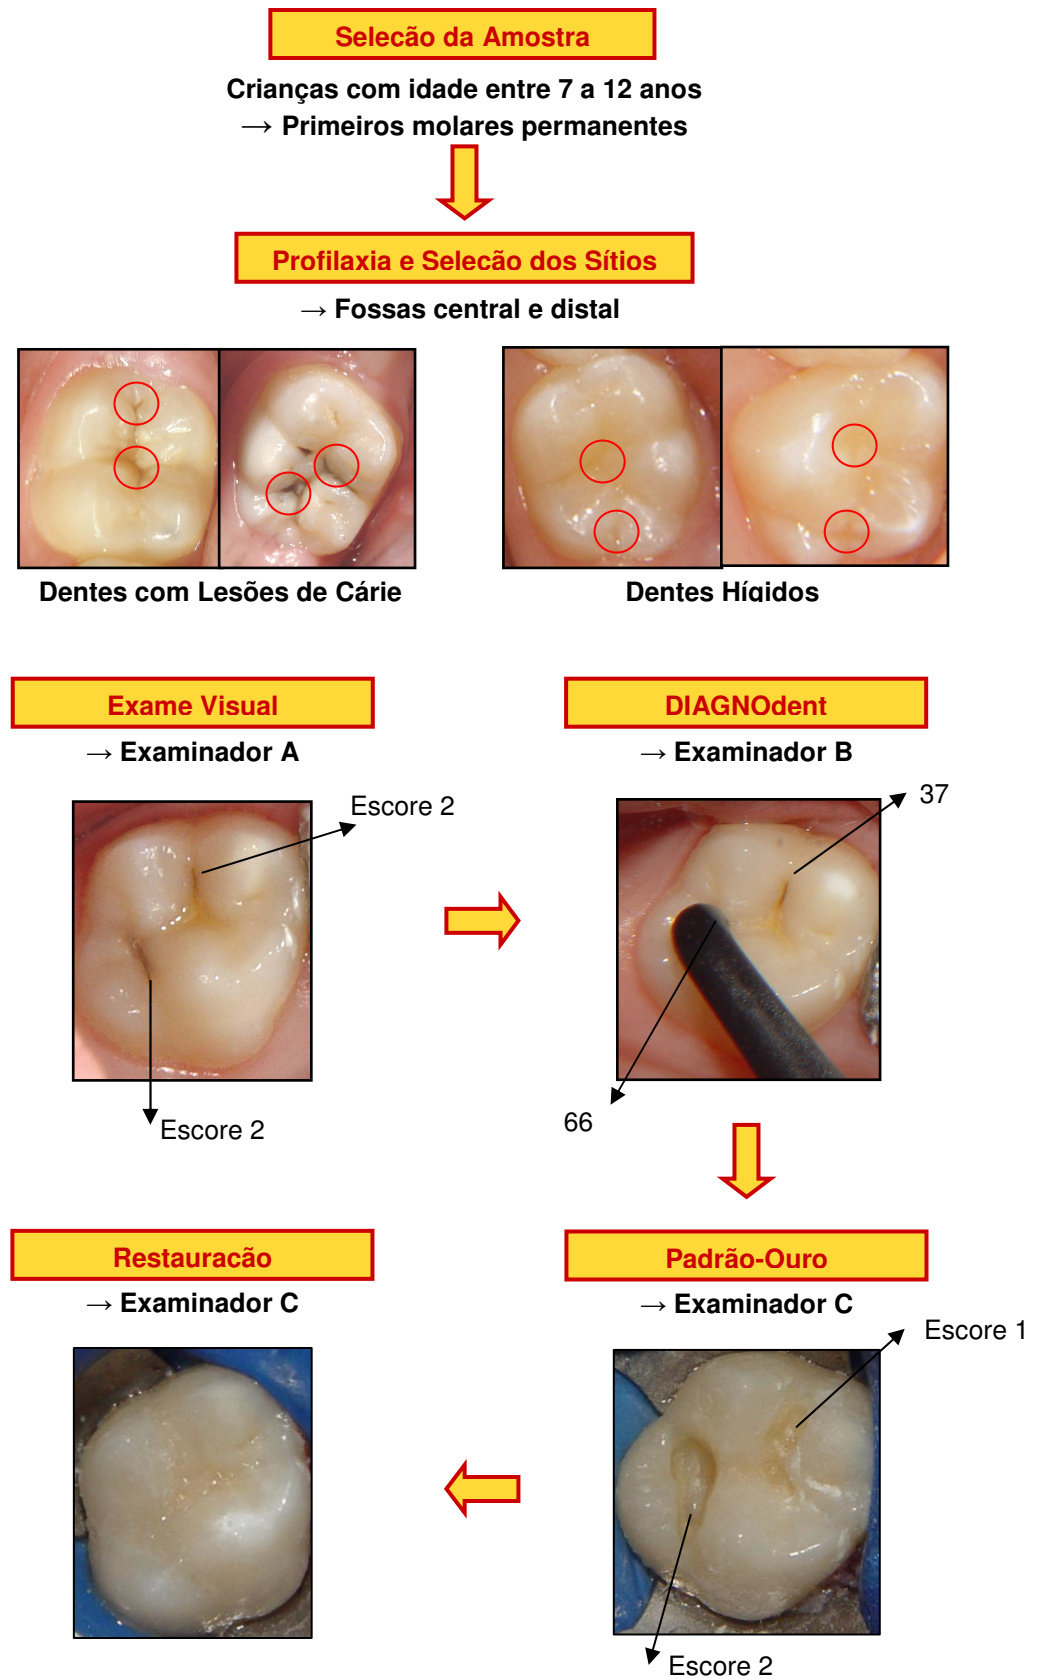 Seleção da Amostra
Crianças com idade entre 7 a 12 anos
→ Primeiros molares permanentes
Profilaxia e Seleção dos Sítios
→ Fossas central e distal
Dentes com Lesões de Cárie
Dentes Hígidos
Exame Visual
DIAGNOdent
→ Examinador A
→ Examinador B
Escore 2
37
Escore 2
66
Restauração
Padrão-Ouro
→ Examinador C
→ Examinador C
Escore 1
Escore 2